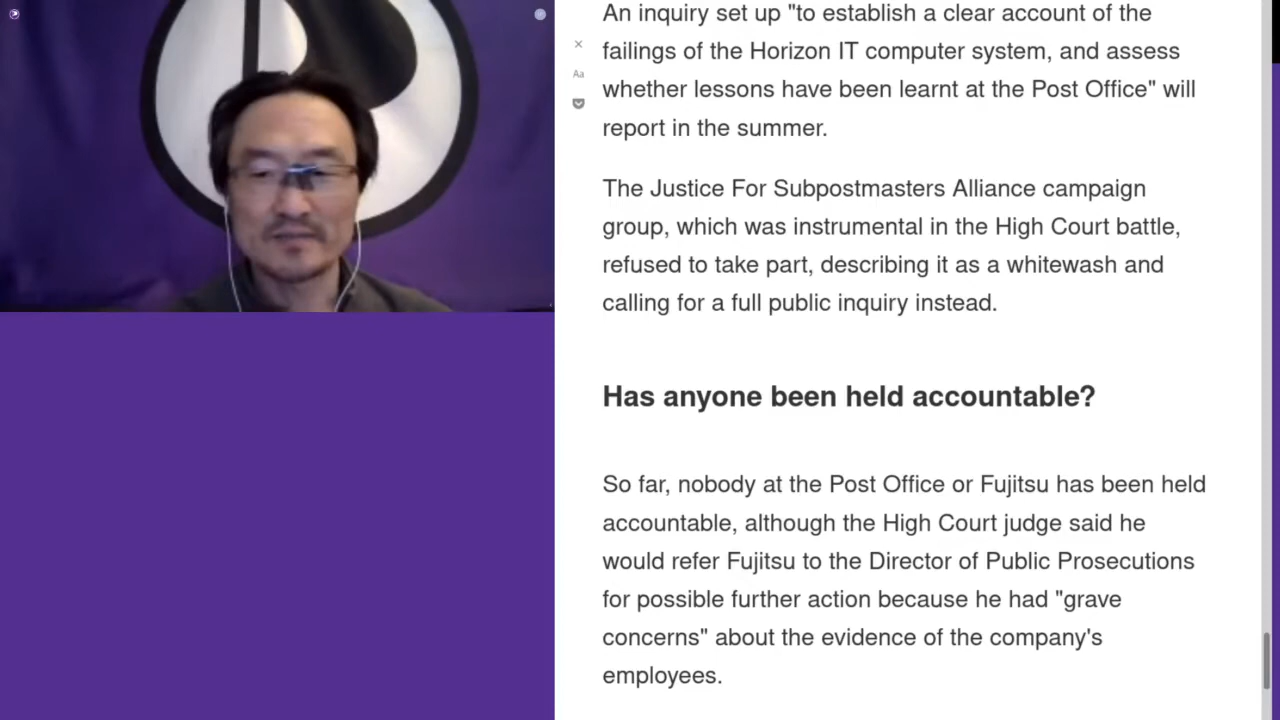 An inquiry set up "to establish a clear account of the
failings of the Horizon IT computer system, and assess
whether lessons have been learnt at the Post Office" will
report in the summer.
Aa
The Justice For Subpostmasters Alliance campaign
group, which was instrumental in the High Court battle,
refused to take part, describing it as a whitewash and
calling for a full public inquiry instead.
Has anyone been held accountable?
So far, nobody at the Post Office or Fujitsu has been held
accountable, although the High Court judge said he
would refer Fujitsu to the Director of Public Prosecutions
for possible further action because he had "grave
concerns" about the evidence of the company's
employees.